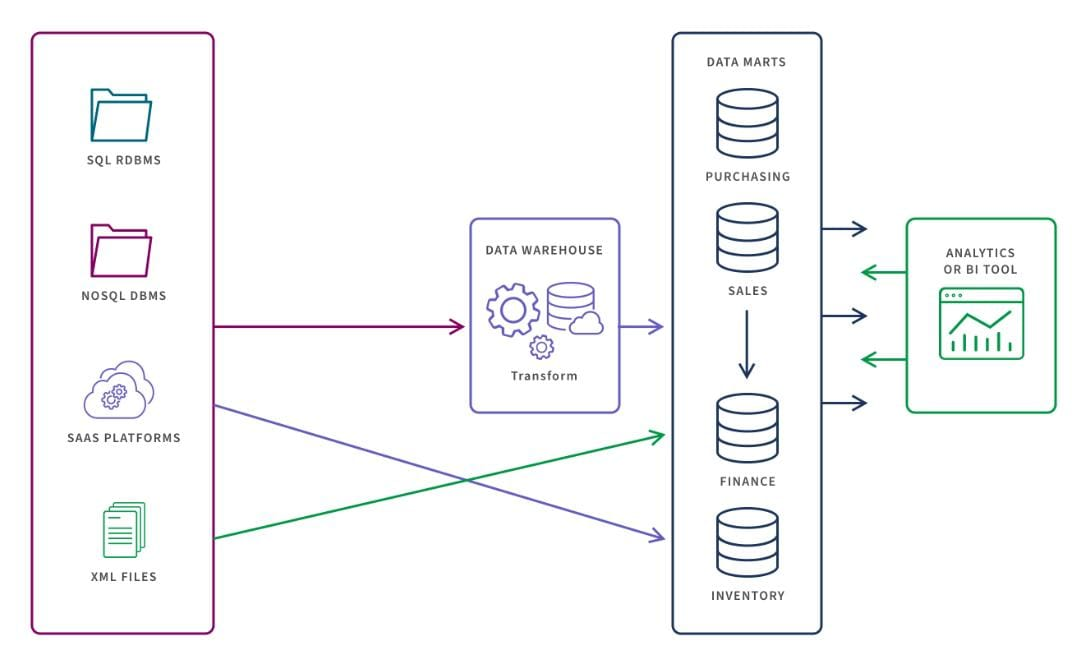 SQL RDBMS
NOSQL DBMS
SAAS PLATFORMS
XML FILES
DATA WAREHOUSE
Transform
DATA MARTS
PURCHASING
SALES
FINANCE
INVENTORY
ANALYTICS
OR BI TOOL